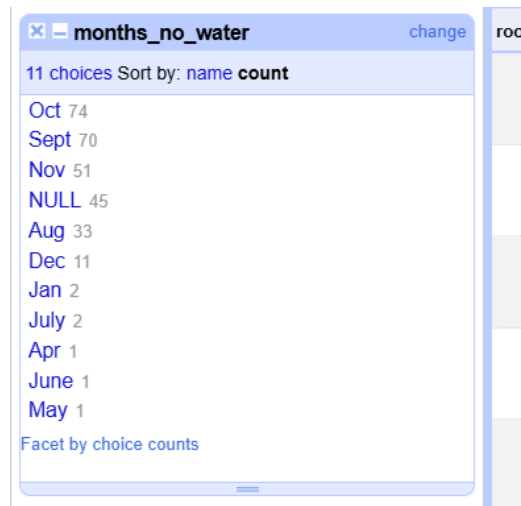 months_no_water change
11 choices Sort by: name count
Oct 74
Sept 70
Nov 51
NULL 45
Aug 33
Dec 11
Jan 2
July 2
Apr 1
June 1
May 1
Facet by choice counts